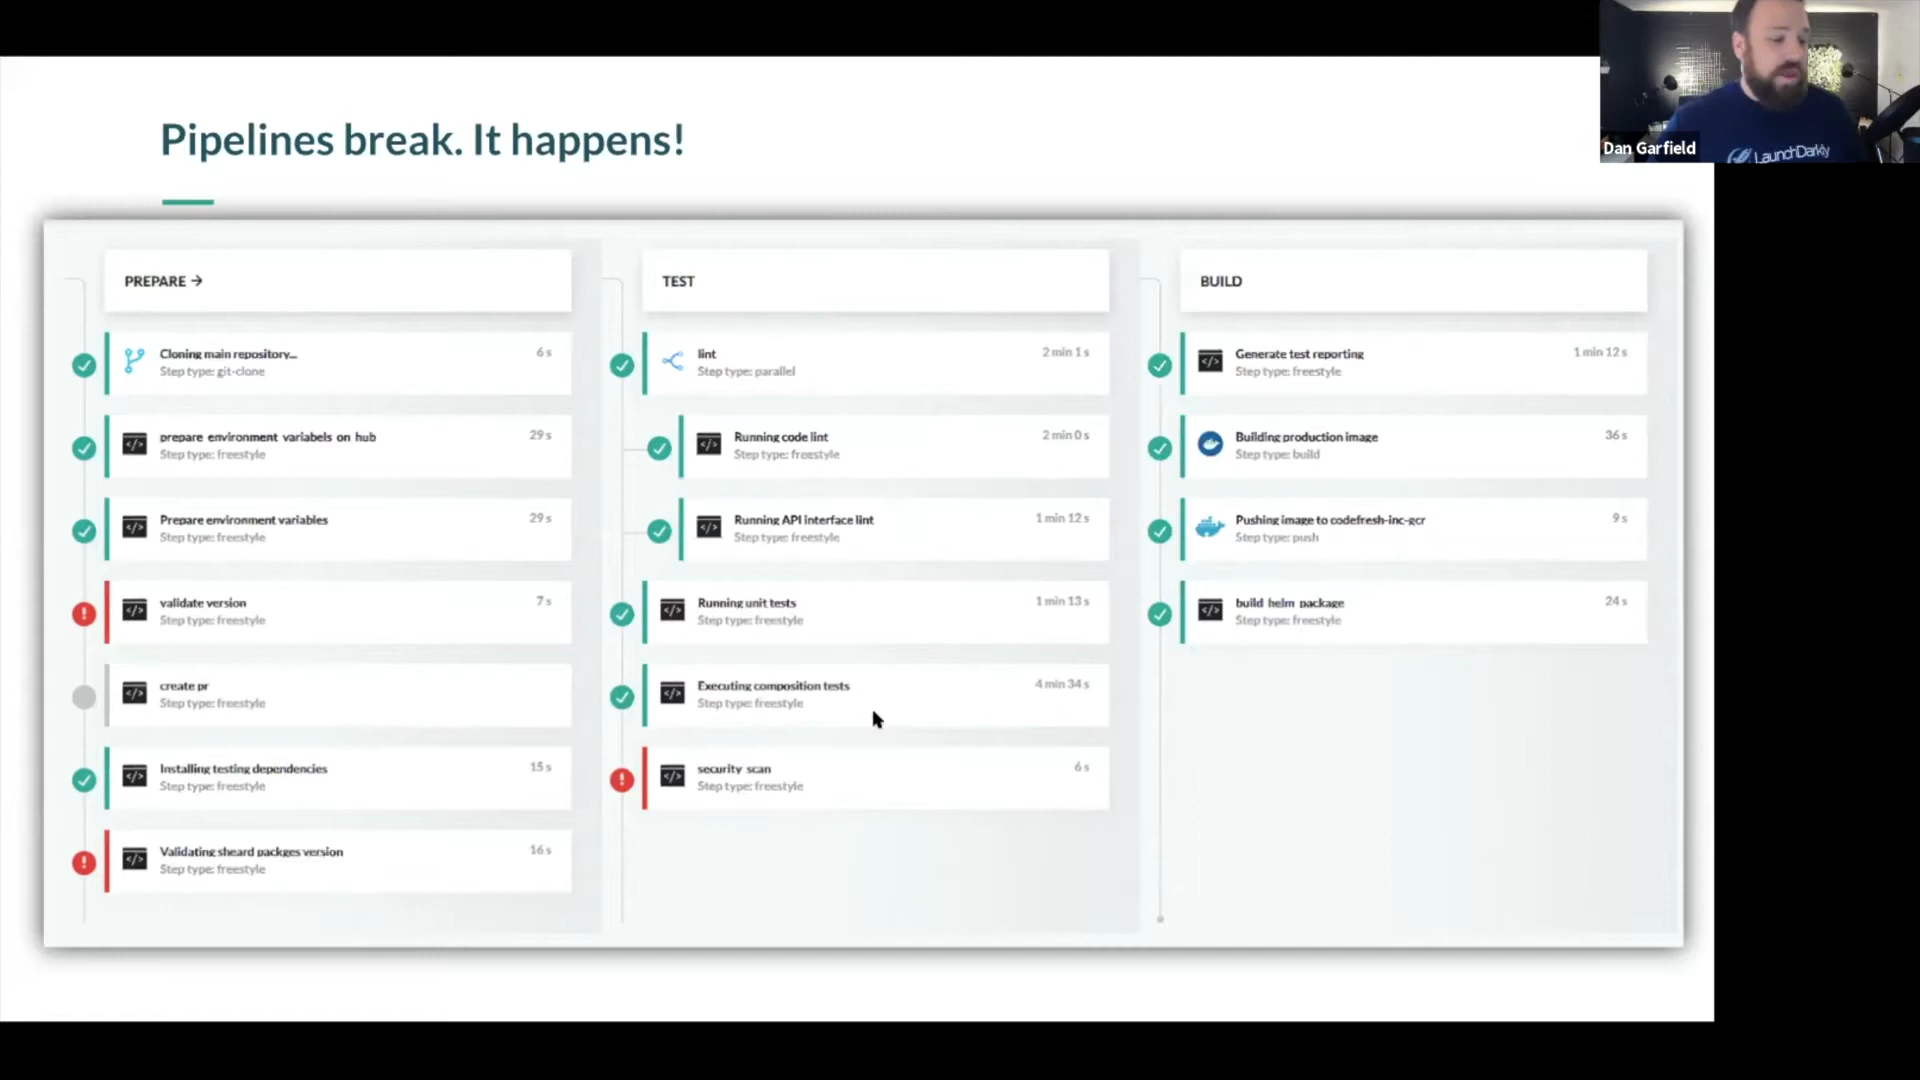 Pipelines break. It happens!
Dan Garfield
LaunchDarkly
PREPARE →
Cloning main repository... 6 s
Step type: git-clone
prepare environment variabels on hub 29 s
Step type: freestyle
Prepare environment variables 29 s
Step type: freestyle
validate version 7 s
Step type: freestyle
create pr
Step type: freestyle
Installing testing dependencies 15 s
Step type: freestyle
Validating sheard packges version 16 s
Step type: freestyle
TEST
lint 2 min 1 s
Step type: parallel
Running code lint 2 min 0 s
Step type: freestyle
Running API interface lint 1 min 12 s
Step type: freestyle
Running unit tests 1 min 13 s
Step type: freestyle
Executing composition tests 4 min 34 s
Step type: freestyle
security scan 6 s
Step type: freestyle
BUILD
Generate test reporting 1 min 12 s
Step type: freestyle
Building production image 36 s
Step type: build
Pushing image to codefresh-inc-gcr 9 s
Step type: push
build helm package 24 s
Step type: freestyle